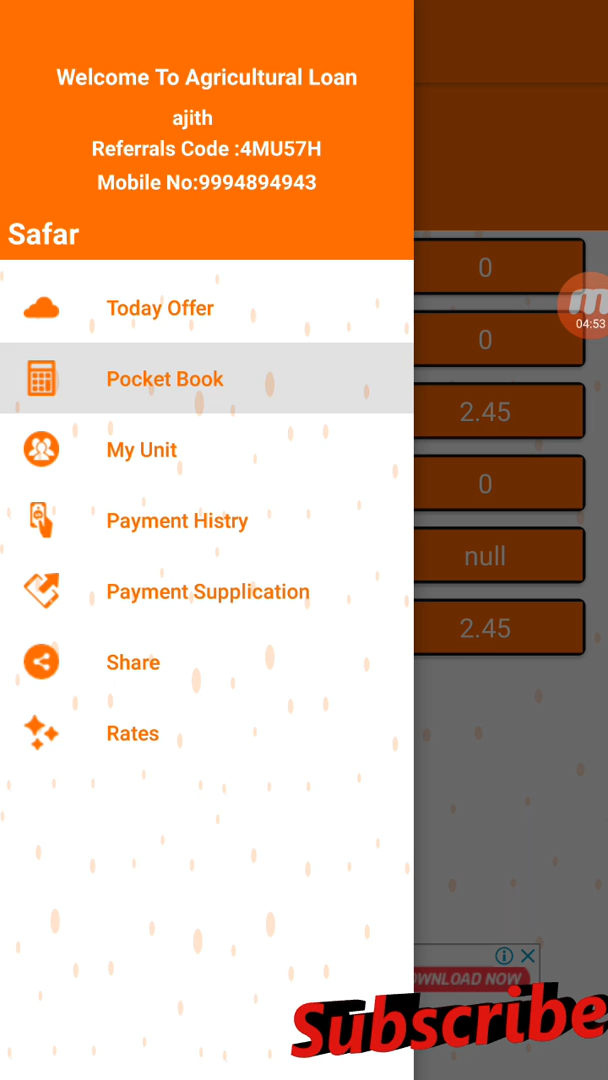 Welcome To Agricultural Loan
ajith
Referrals Code :4MU57H
Mobile No:9994894943
Safar
Today Offer
Pocket Book
My Unit
Payment Histry
Payment Supplication
Share
Rates
0
0
2.45
0
null
2.45
04:53
NOW
Subscribe